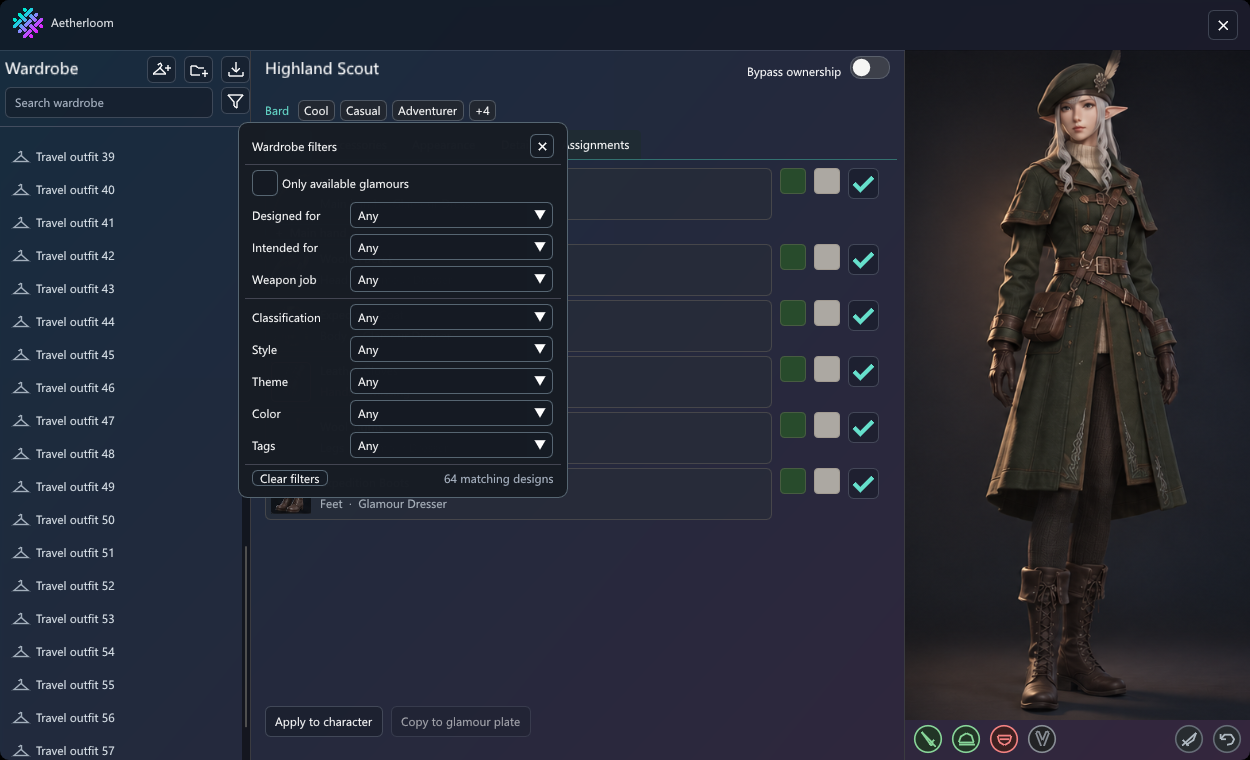 Aetherloom
Wardrobe
Search wardrobe
Travel outfit 39
Travel outfit 40
Travel outfit 41
Travel outfit 42
Travel outfit 43
Travel outfit 44
Travel outfit 45
Travel outfit 46
Travel outfit 47
Travel outfit 48
Travel outfit 49
Travel outfit 50
Travel outfit 51
Travel outfit 52
Travel outfit 53
Travel outfit 54
Travel outfit 55
Travel outfit 56
Travel outfit 57
Highland Scout
Bypass ownership
Bard Cool Casual Adventurer +4
Assignments
Wardrobe filters
Only available glamours
Designed for Any
Intended for Any
Weapon job Any
Classification Any
Style Any
Theme Any
Color Any
Tags Any
Clear filters 64 matching designs
Feet · Glamour Dresser
Apply to character Copy to glamour plate